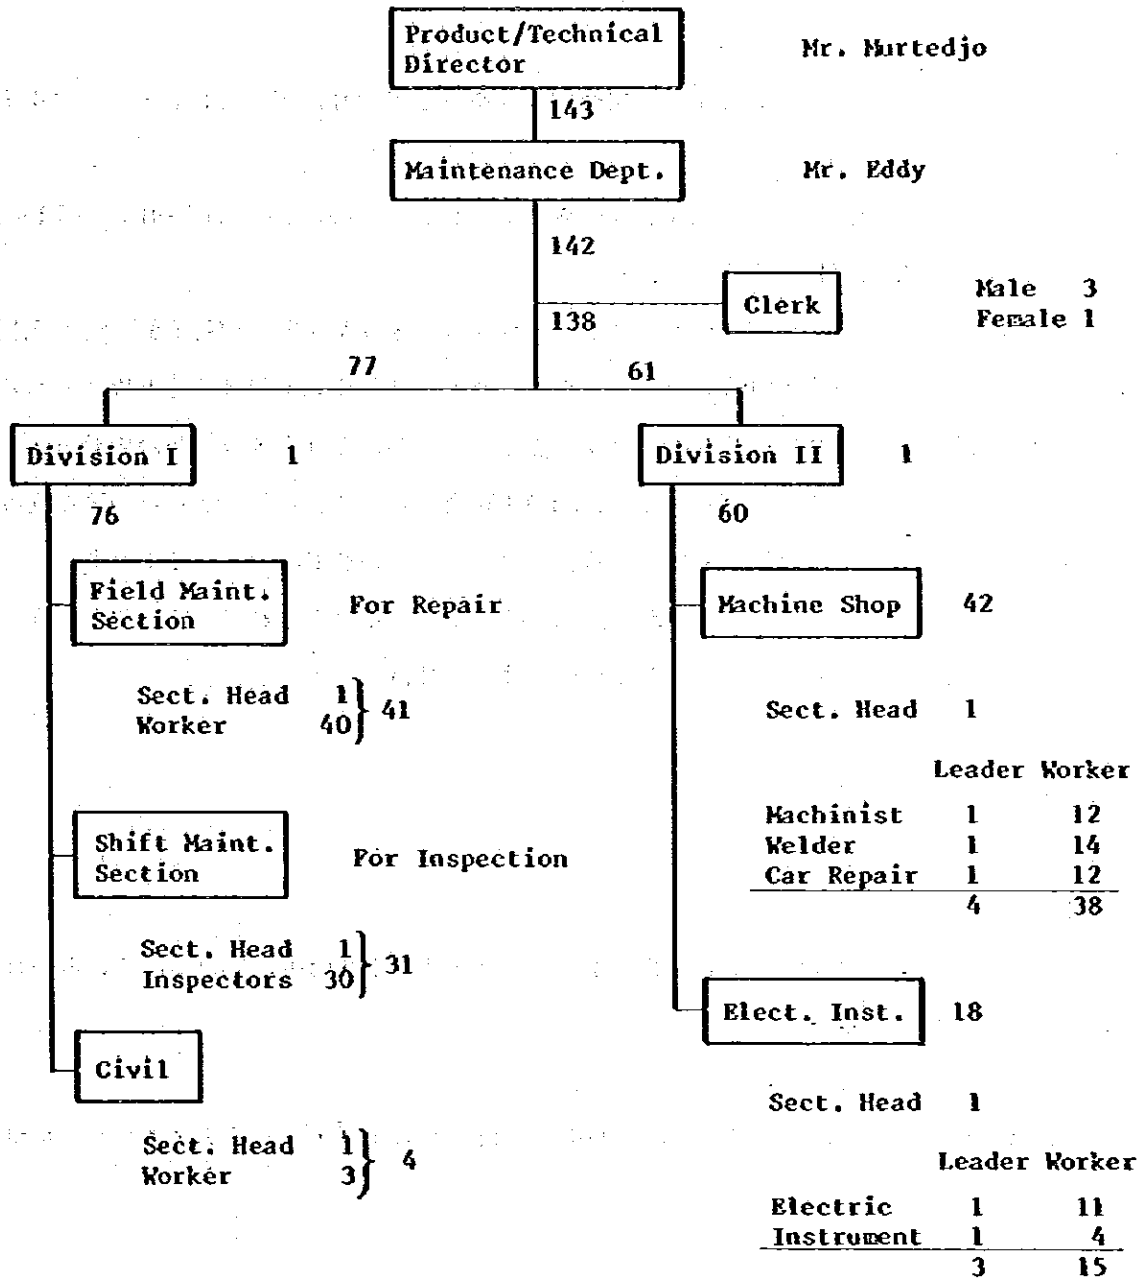 Product/Technical
Director
Mr. Murtedjo
143
Maintenance Dept.
Mr. Eddy
142
Clerk
Male 3
Female 1
138
77
61
Division I
1
Division II
1
76
60
Field Maint.
Section
For Repair
Sect. Head 1
Worker 40
41
Shift Maint.
Section
For Inspection
Sect. Head 1
Inspectors 30
31
Civil
Sect. Head 1
Worker 3
4
Machine Shop
42
Sect. Head 1
Leader Worker
Machinist 1 12
Welder 1 14
Car Repair 1 12
4 38
Elect. Inst.
18
Sect. Head 1
Leader Worker
Electric 1 11
Instrument 1 4
3 15